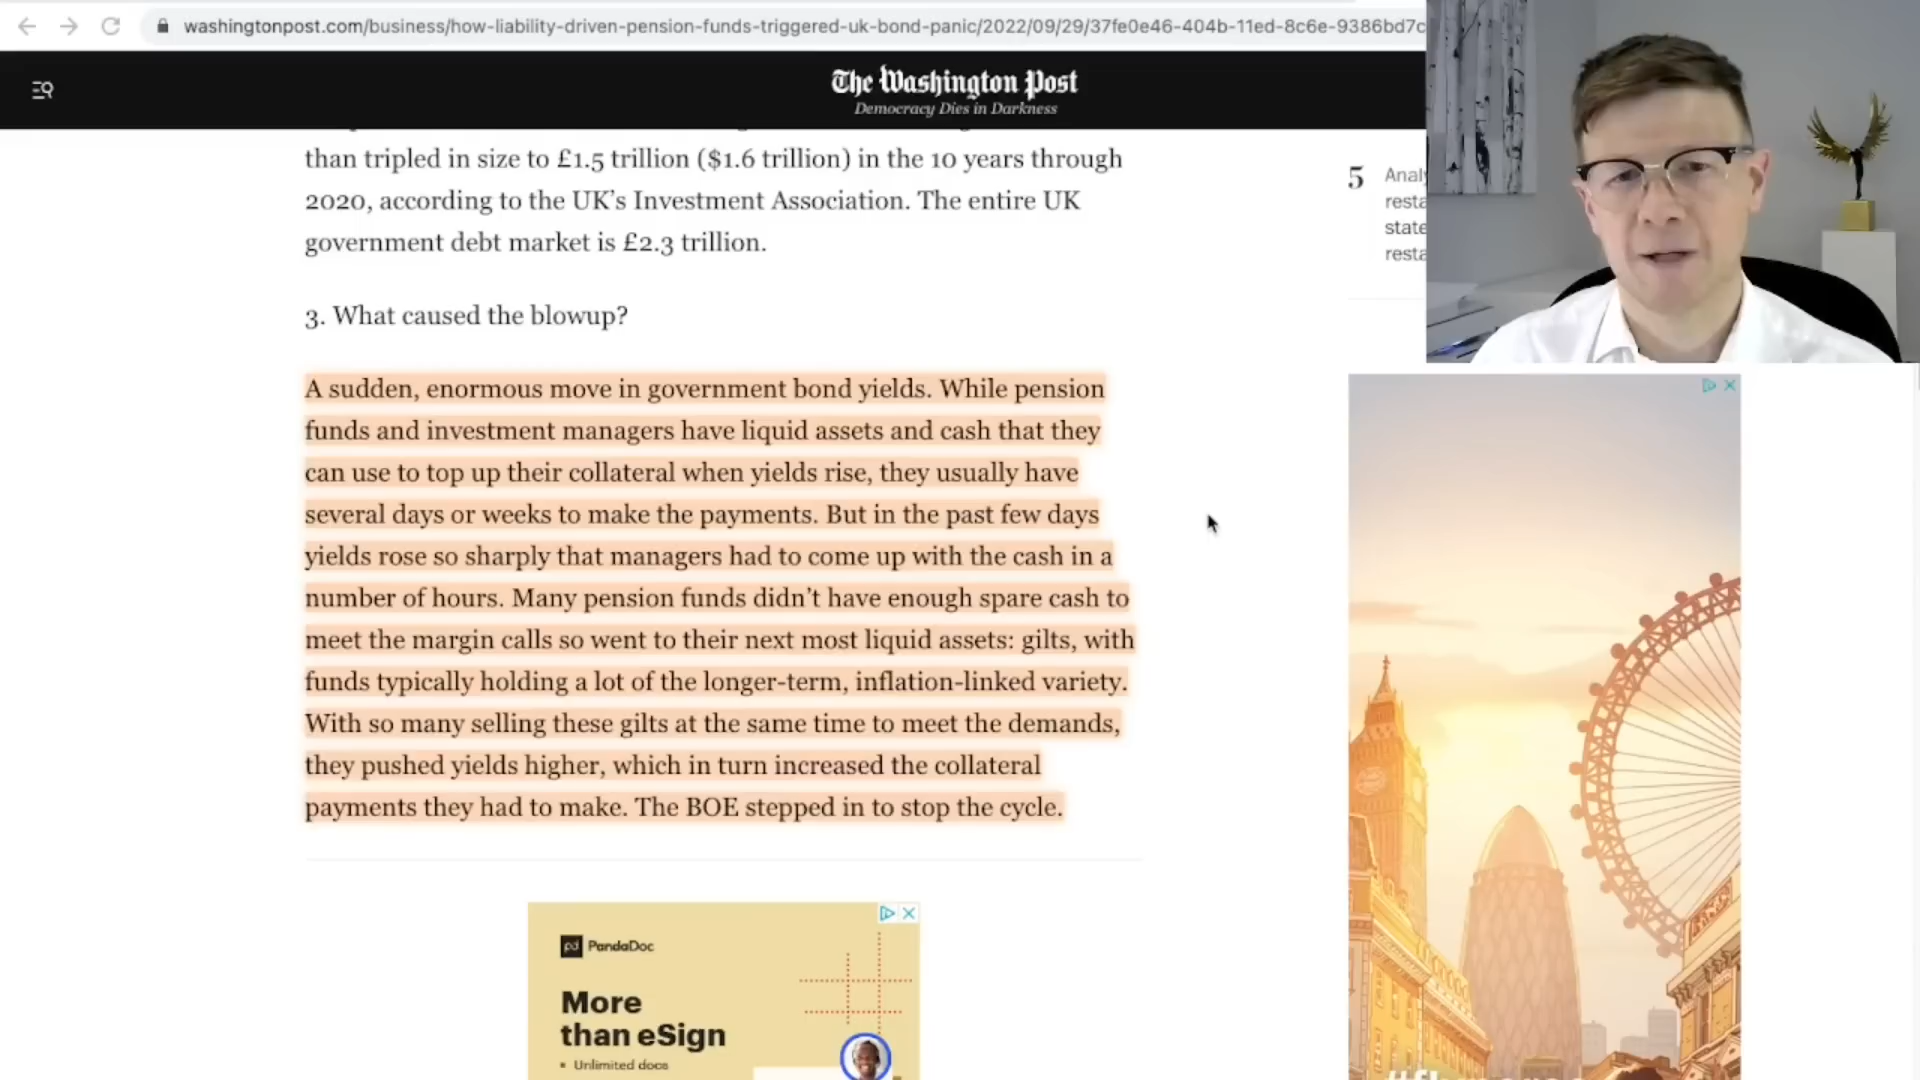 washingtonpost.com/business/how-liability-driven-pension-funds-triggered-uk-bond-panic/2022/09/29/37fe0e46-404b-11ed-8c6e-9386bd7c
The Washington Post
Democracy Dies in Darkness
than tripled in size to £1.5 trillion ($1.6 trillion) in the 10 years through
2020, according to the UK's Investment Association. The entire UK
government debt market is £2.3 trillion.
3. What caused the blowup?
A sudden, enormous move in government bond yields. While pension
funds and investment managers have liquid assets and cash that they
can use to top up their collateral when yields rise, they usually have
several days or weeks to make the payments. But in the past few days
yields rose so sharply that managers had to come up with the cash in a
number of hours. Many pension funds didn't have enough spare cash to
meet the margin calls so went to their next most liquid assets: gilts, with
funds typically holding a lot of the longer-term, inflation-linked variety.
With so many selling these gilts at the same time to meet the demands,
they pushed yields higher, which in turn increased the collateral
payments they had to make. The BOE stepped in to stop the cycle.
5
Analy
resta
state
resta
pd PandaDoc
More
than eSign
• Unlimited docs